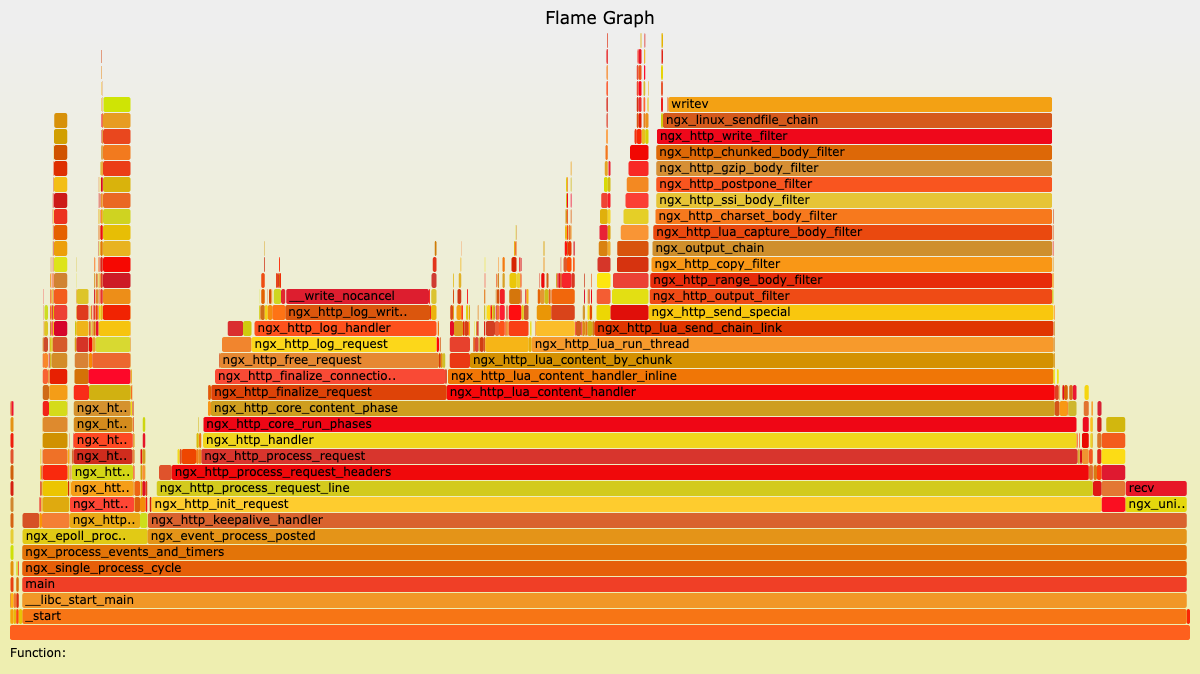 Flame Graph
writev
ngx_linux_sendfile_chain
ngx_http_write_filter
ngx_http_chunked_body_filter
ngx_http_gzip_body_filter
ngx_http_postpone_filter
ngx_http_ssi_body_filter
ngx_http_charset_body_filter
ngx_http_lua_capture_body_filter
ngx_output_chain
ngx_http_copy_filter
ngx_http_range_body_filter
__write_nocancel ngx_http_output_filter
ngx_http_log_writ.. ngx_http_send_special
ngx_http_log_handler ngx_http_lua_send_chain_link
ngx_http_log_request ngx_http_lua_run_thread
ngx_http_free_request ngx_http_lua_content_by_chunk
ngx_http_finalize_connectio.. ngx_http_lua_content_handler_inline
ngx_http_finalize_request ngx_http_lua_content_handler
ngx_ht.. ngx_http_core_content_phase
ngx_ht.. ngx_http_core_run_phases
ngx_ht.. ngx_http_handler
ngx_ht.. ngx_http_process_request
ngx_htt.. ngx_http_process_request_headers
ngx_htt.. ngx_http_process_request_line recv
ngx_htt.. ngx_http_init_request ngx_uni..
ngx_http.. ngx_http_keepalive_handler
ngx_epoll_proc.. ngx_event_process_posted
ngx_process_events_and_timers
ngx_single_process_cycle
main
__libc_start_main
_start
Function: